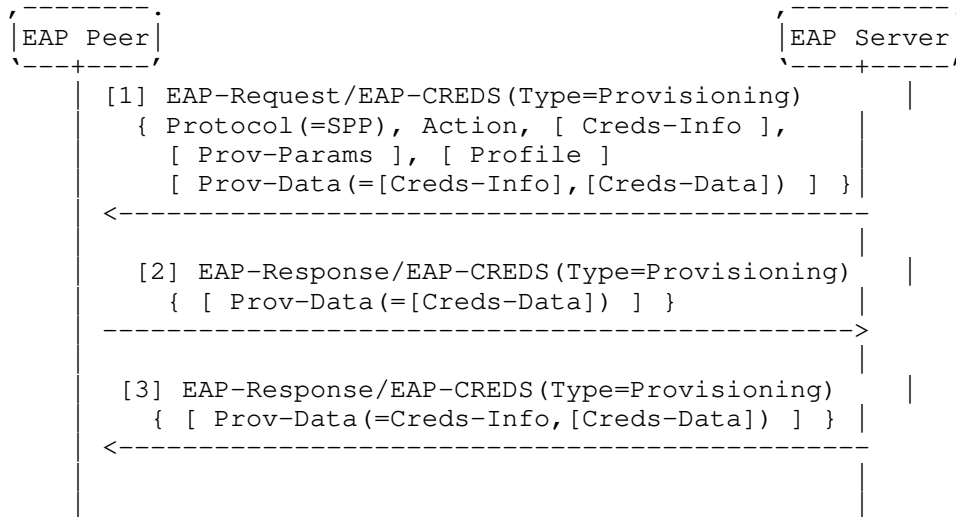 EAP Peer EAP Server
[1] EAP-Request/EAP-CREDS(Type=Provisioning)
{ Protocol(=SPP), Action, [ Creds-Info ],
[ Prov-Params ], [ Profile ]
[ Prov-Data(=[Creds-Info],[Creds-Data]) ] }
[2] EAP-Response/EAP-CREDS(Type=Provisioning)
{ [ Prov-Data(=[Creds-Data]) ] }
[3] EAP-Response/EAP-CREDS(Type=Provisioning)
{ [ Prov-Data(=Creds-Info,[Creds-Data]) ] }